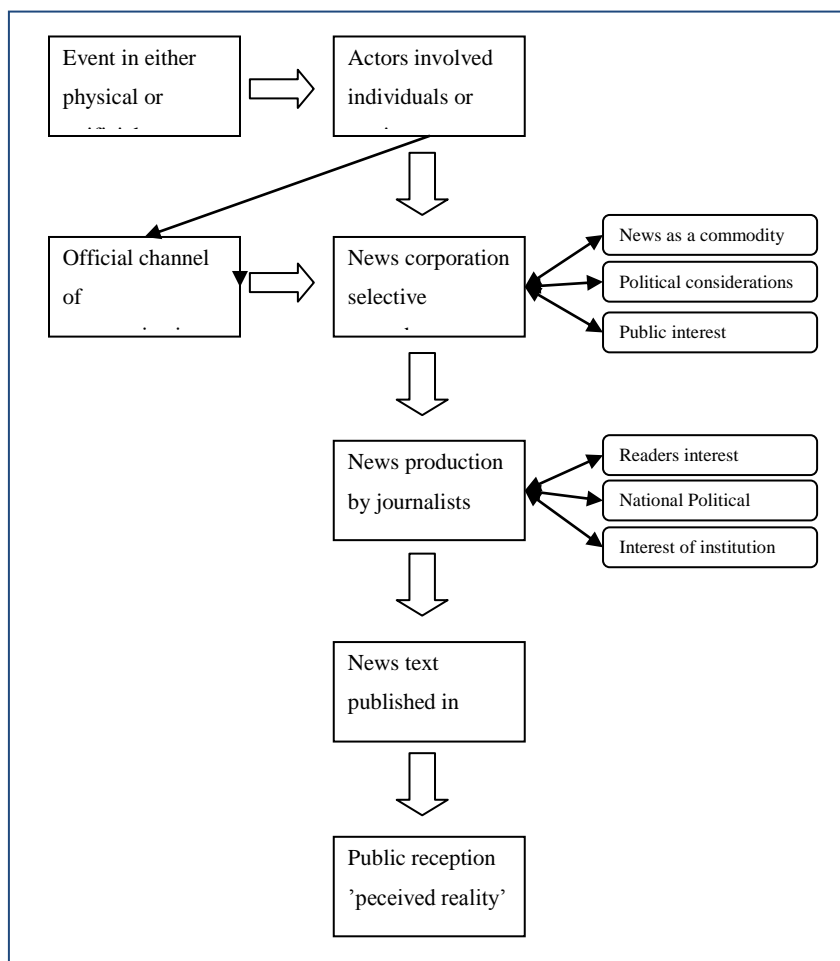 Event in either
physical or
Actors involved
individuals or
Official channel
of
News corporation
selective
News as a commodity
Political considerations
Public interest
News production
by journalists
Readers interest
National Political
Interest of institution
News text
published in
Public reception
’peceived reality’